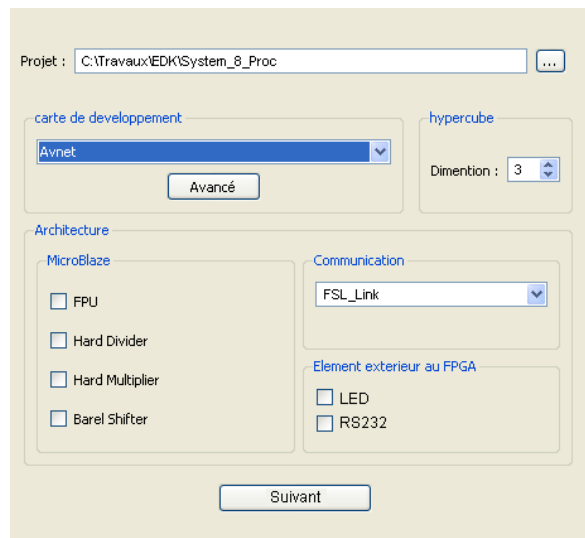 Projet : C:\Travaux\EDK\System_8_Proc ...
carte de developpement
Avnet
Avancé
hypercube
Dimention : 3
Architecture
MicroBlaze
FPU
Hard Divider
Hard Multiplier
Barel Shifter
Communication
FSL_Link
Element exterieur au FPGA
LED
RS232
Suivant